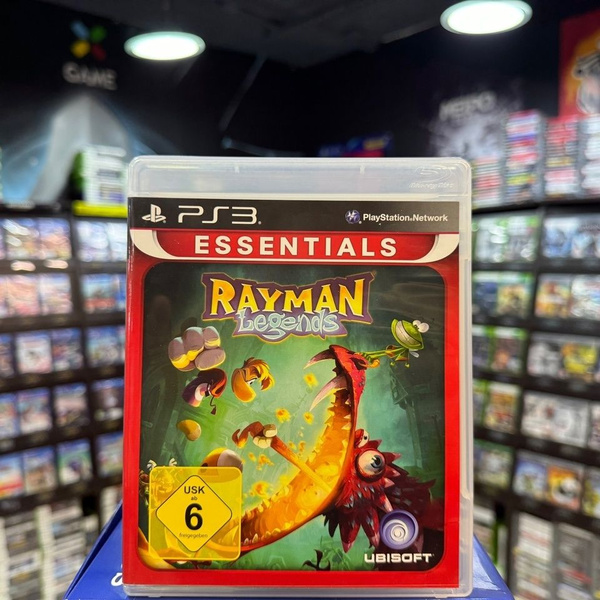 GAME
PS3
PlayStation®Network
ESSENTIALS
RAYMAN
Legends
USK
ab
6
freigegeben
UBISOFT